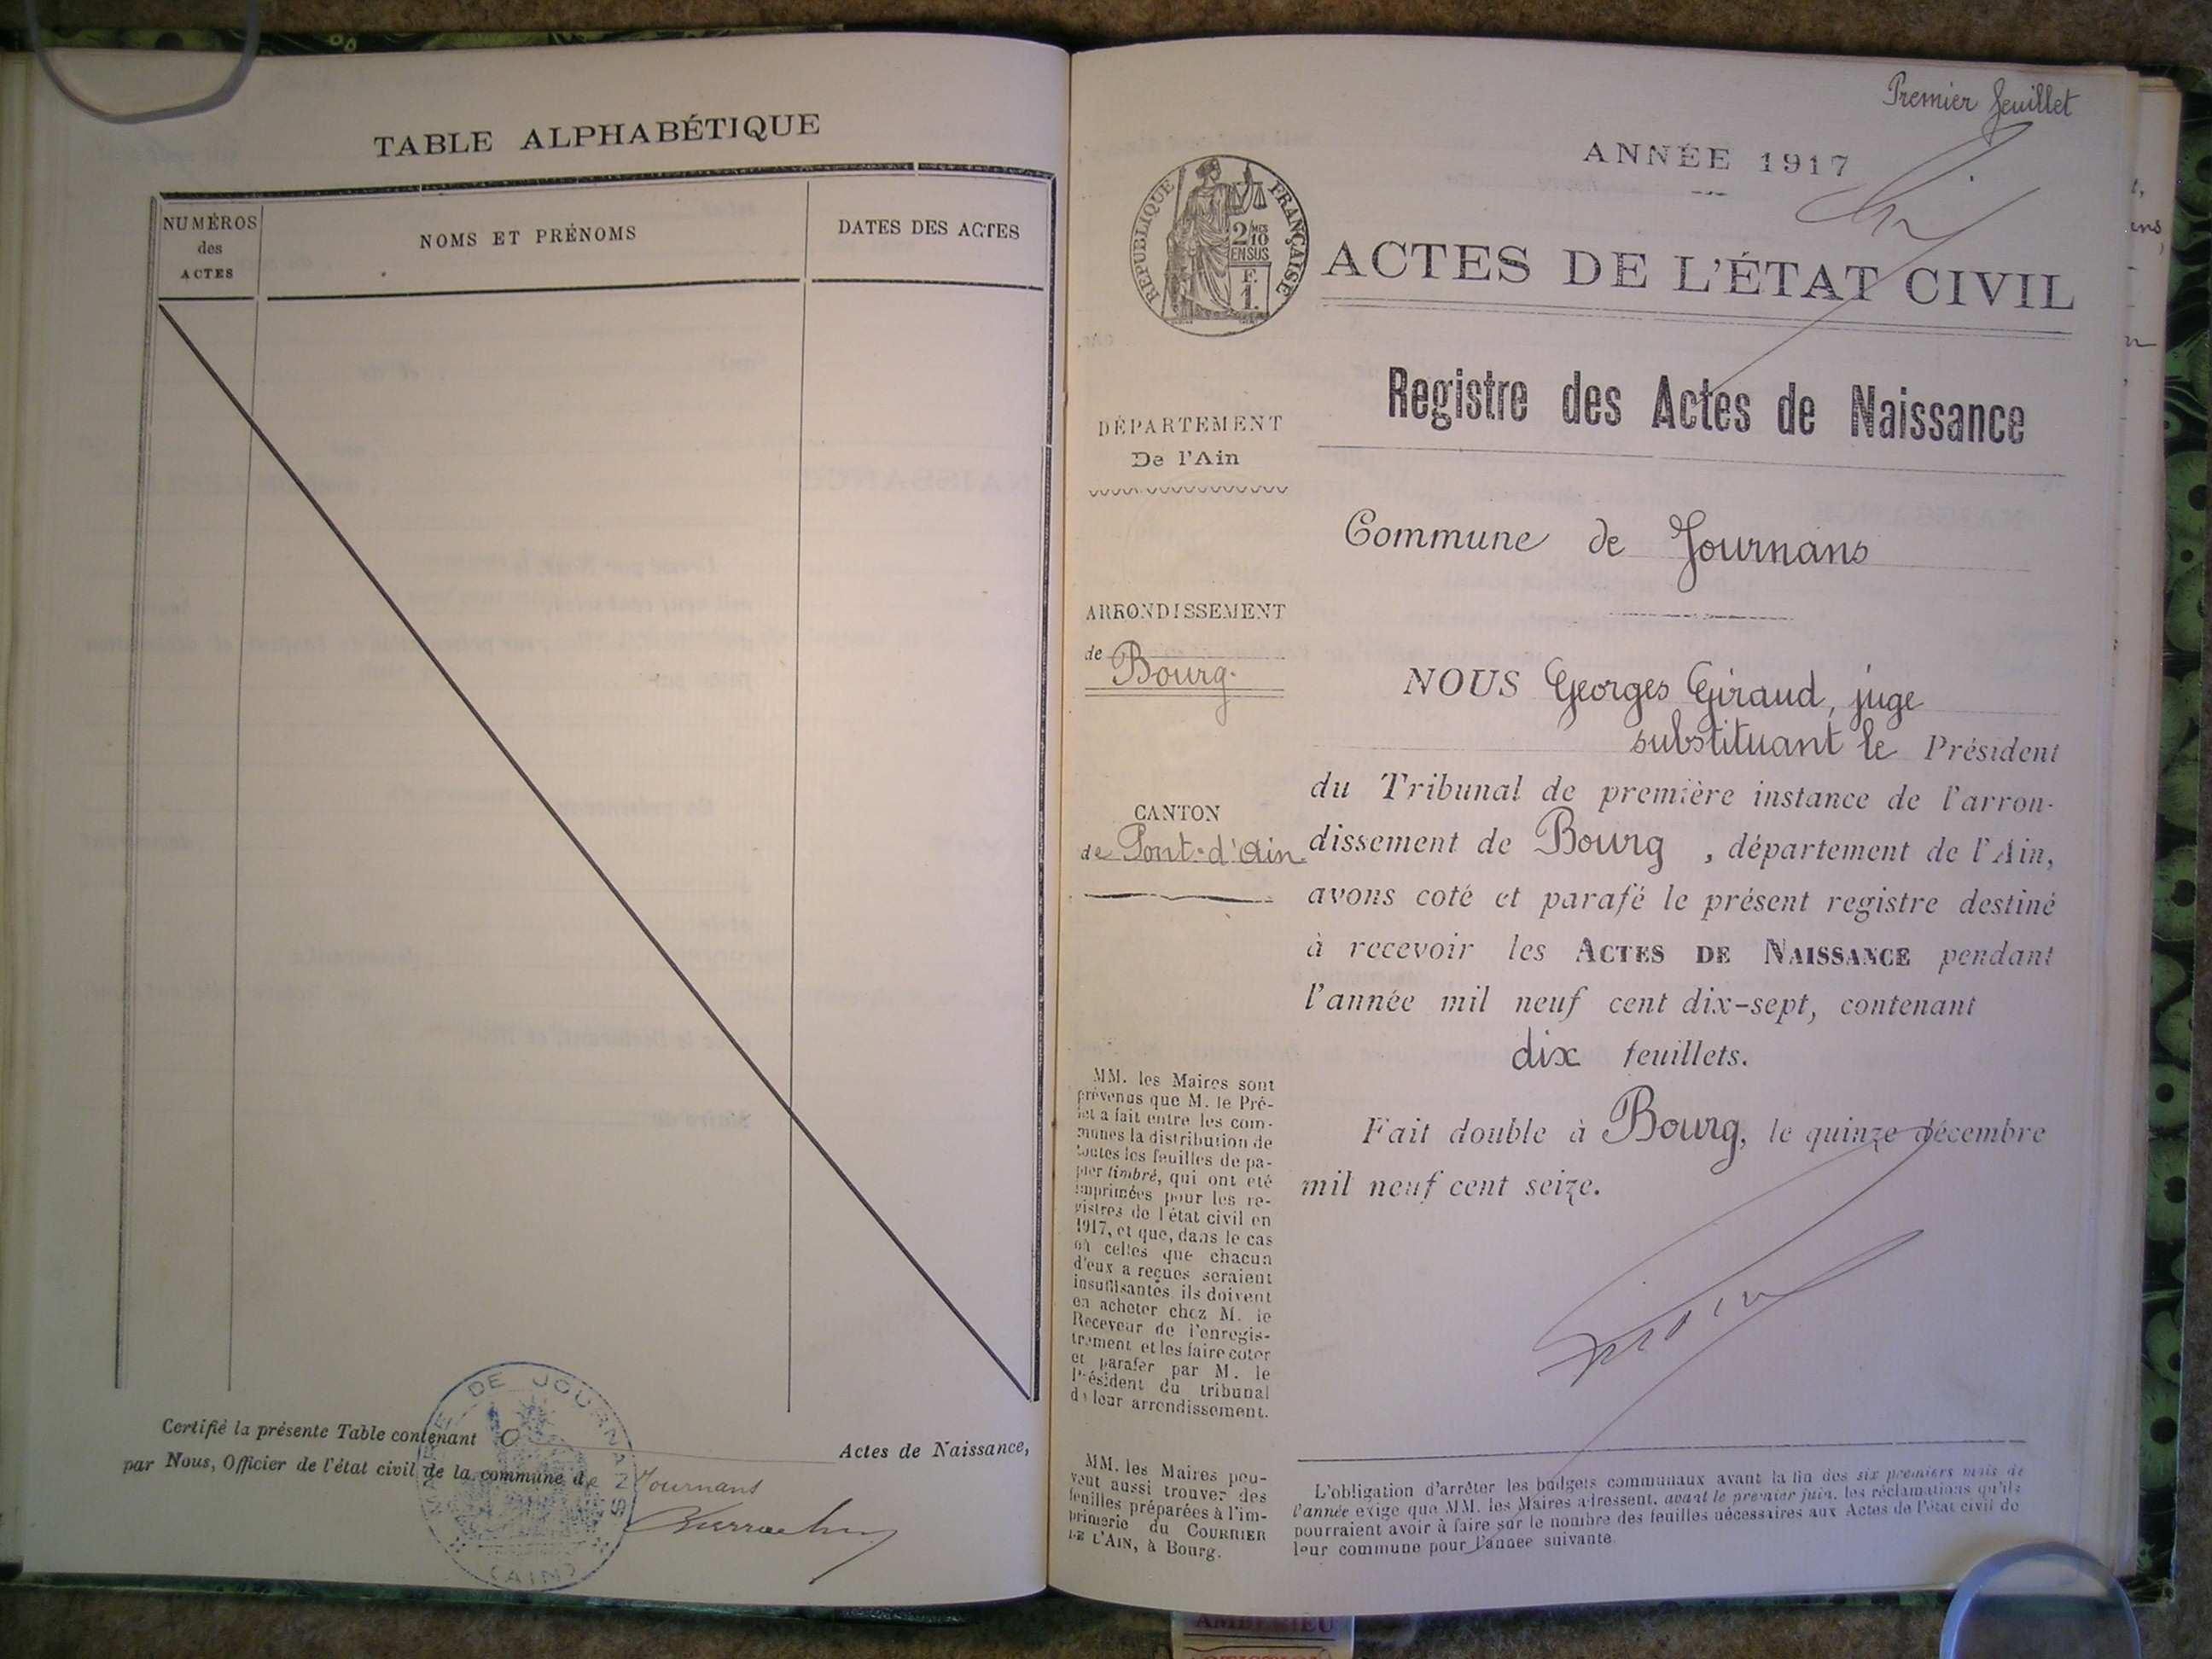 TABLE ALPHABÉTIQUE
NUMÉROS
des
ACTES
NOMS ET PRÉNOMS
DATES DES ACTES
Certifié la présente Table contenant 0 Actes de Naissance,
par Nous, Officier de l'état civil de la commune de Journans
DE JOURNANS
(AIN)
Premier feuillet
ANNÉE 1917
RÉPUBLIQUE FRANÇAISE
2/10
EN SUS
F.
1.
ACTES DE L'ÉTAT CIVIL
Registre des Actes de Naissance
DÉPARTEMENT
De l'Ain
Commune de Journans
ARRONDISSEMENT
de Bourg.
CANTON
de Pont-d'Ain
NOUS Georges Giraud, juge
substituant le Président
du Tribunal de première instance de l'arron-
dissement de Bourg, département de l'Ain,
avons coté et parafé le présent registre destiné
à recevoir les ACTES DE NAISSANCE pendant
l'année mil neuf cent dix-sept, contenant
dix feuillets.
Fait double à Bourg, le quinze décembre
mil neuf cent seize.
MM. les Maires sont
prévenus que M. le Pré-
fet a fait entre les com-
munes la distribution de
toutes les feuilles de pa-
pier timbré, qui ont été
imprimées pour les re-
gistres de l'état civil en
1917, et que, dans le cas
où celles que chacun
d'eux a reçues seraient
insuffisantes, ils doivent
en acheter chez M. le
Receveur de l'enregis-
trement et les faire coter
et parafer par M. le
Président du tribunal
de leur arrondissement.
MM. les Maires peu-
vent aussi trouver des
feuilles préparées à l'im-
primerie du COURRIER
DE L'AIN, à Bourg.
L'obligation d'arrêter les budgets communaux avant la fin des six premiers mois de
l'année exige que MM. les Maires adressent, avant le premier juin, les réclamations qu'ils
pourraient avoir à faire sur le nombre des feuilles nécessaires aux Actes de l'état civil de
leur commune pour l'année suivante.
AMBERIEU